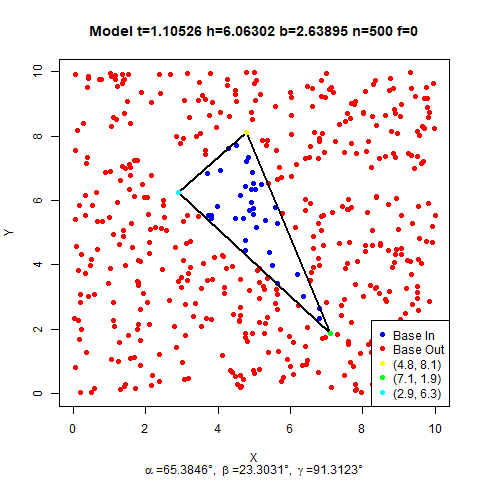 Model t=1.10526 h=6.06302 b=2.63895 n=500 f=0
10
8
6
4
2
0
Y
0 2 4 6 8 10
X
Base In
Base Out
(4.8, 8.1)
(7.1, 1.9)
(2.9, 6.3)
α=65.3846°, β=23.3031°, γ=91.3123°